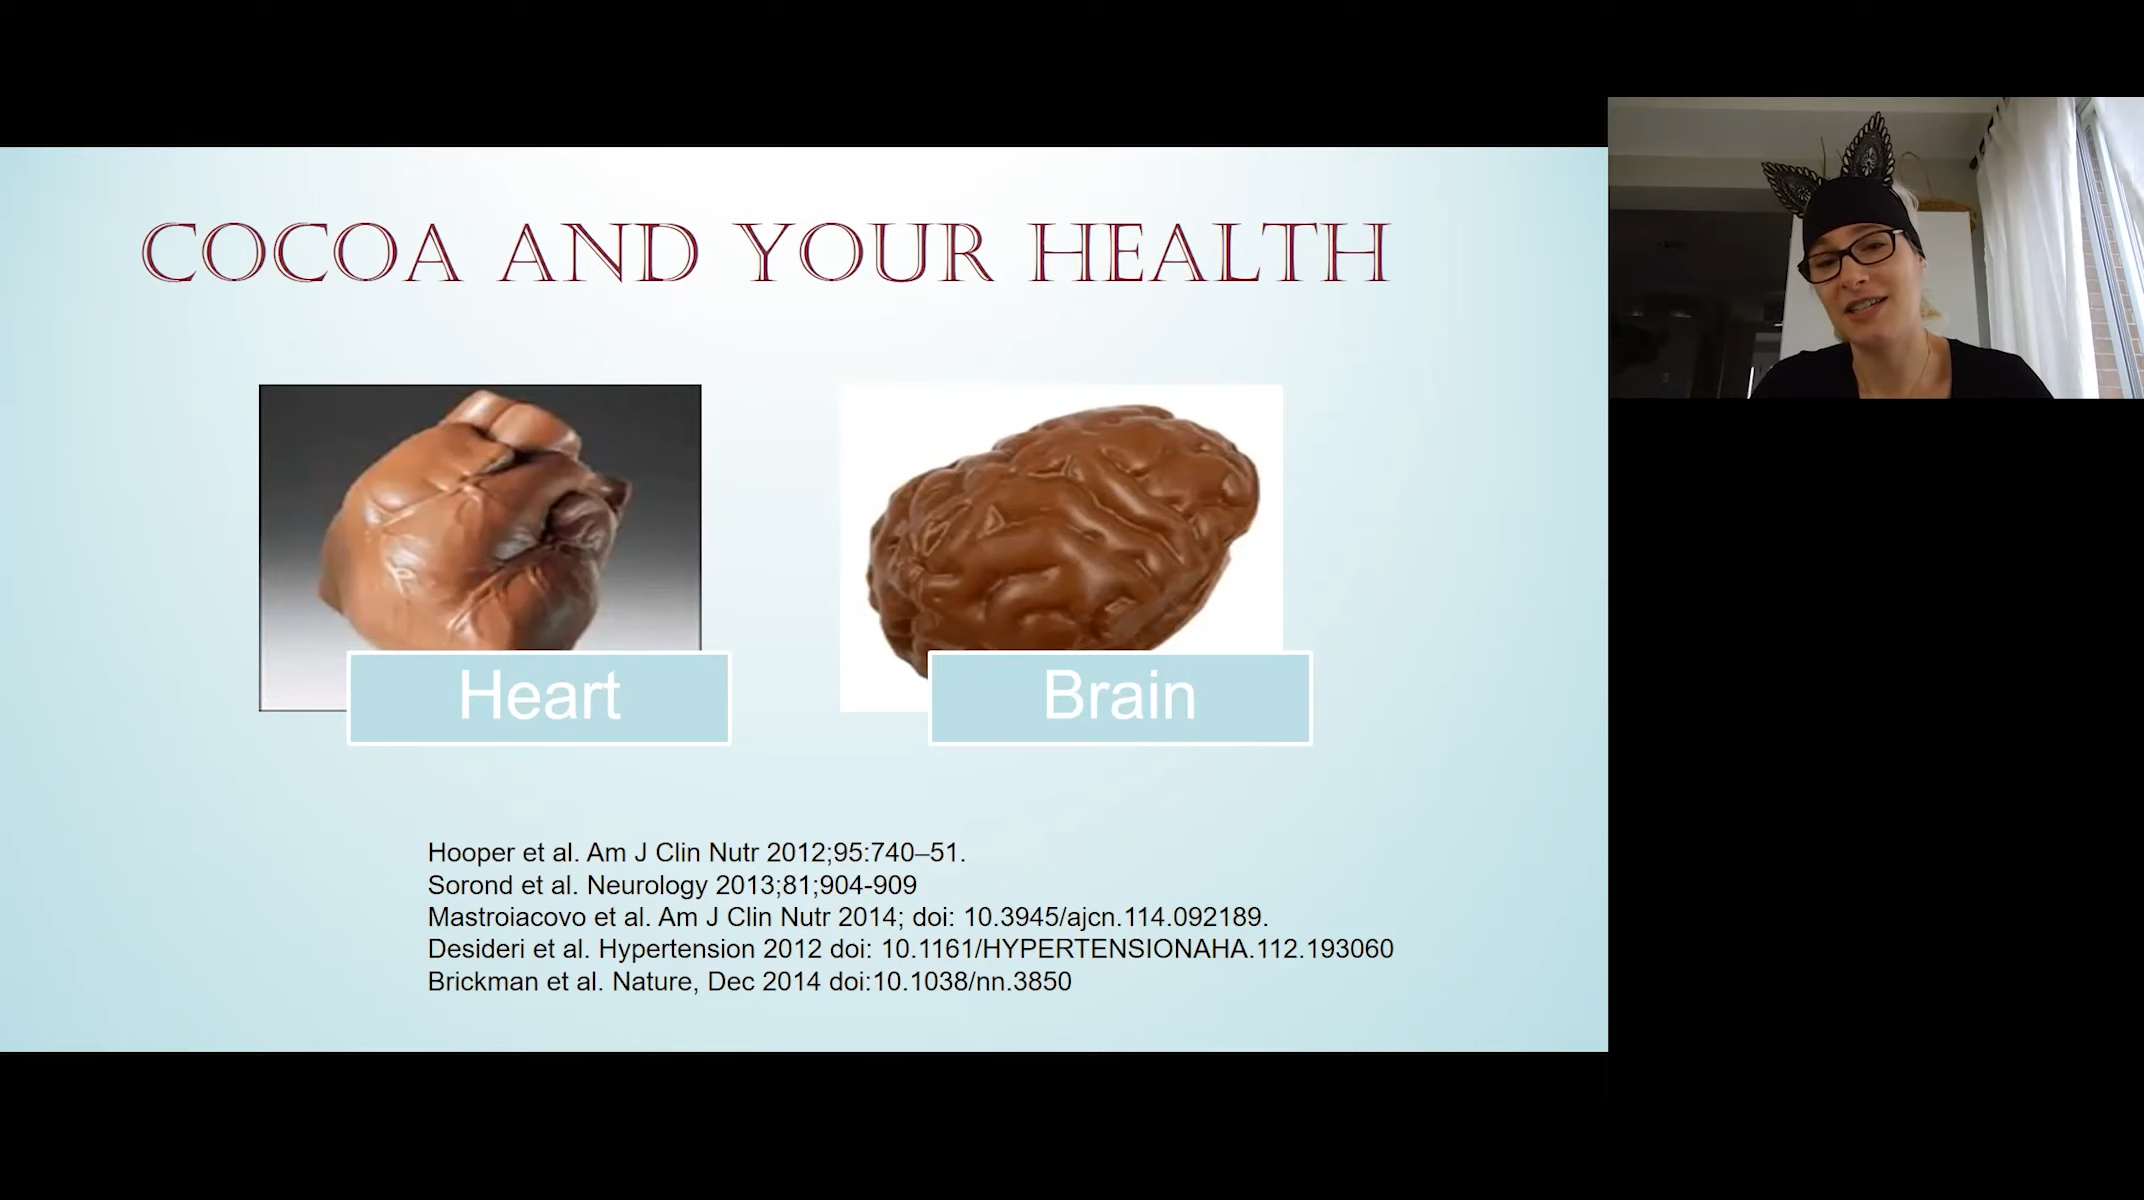 COCOA AND YOUR HEALTH
Heart
Brain
Hooper et al. Am J Clin Nutr 2012;95:740–51.
Sorond et al. Neurology 2013;81;904-909
Mastroiacovo et al. Am J Clin Nutr 2014; doi: 10.3945/ajcn.114.092189.
Desideri et al. Hypertension 2012 doi: 10.1161/HYPERTENSIONAHA.112.193060
Brickman et al. Nature, Dec 2014 doi:10.1038/nn.3850